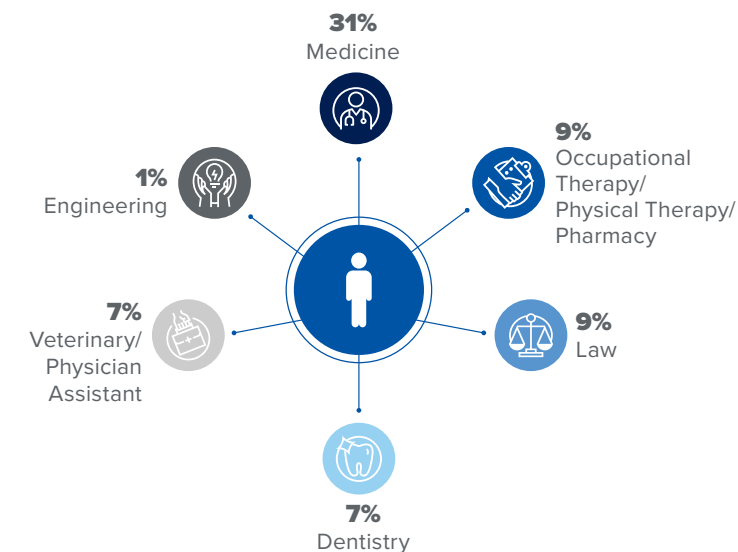 31%
Medicine
9%
Occupational
Therapy/
Physical Therapy/
Pharmacy
1%
Engineering
7%
Veterinary/
Physician
Assistant
9%
Law
7%
Dentistry